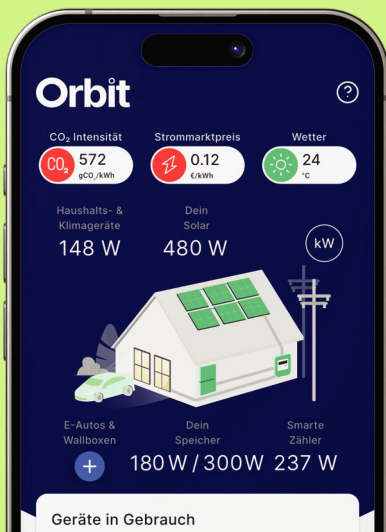 Orbit
?
CO₂ Intensität
CO₂
572
gCO₂/kWh
Strommarktpreis
0.12
€/kWh
Wetter
24
°C
Haushalts- &
Klimageräte
148 W
Dein
Solar
480 W
kW
E-Autos &
Wallboxen
+
Dein
Speicher
180 W / 300 W
Smarte
Zähler
237 W
Geräte in Gebrauch